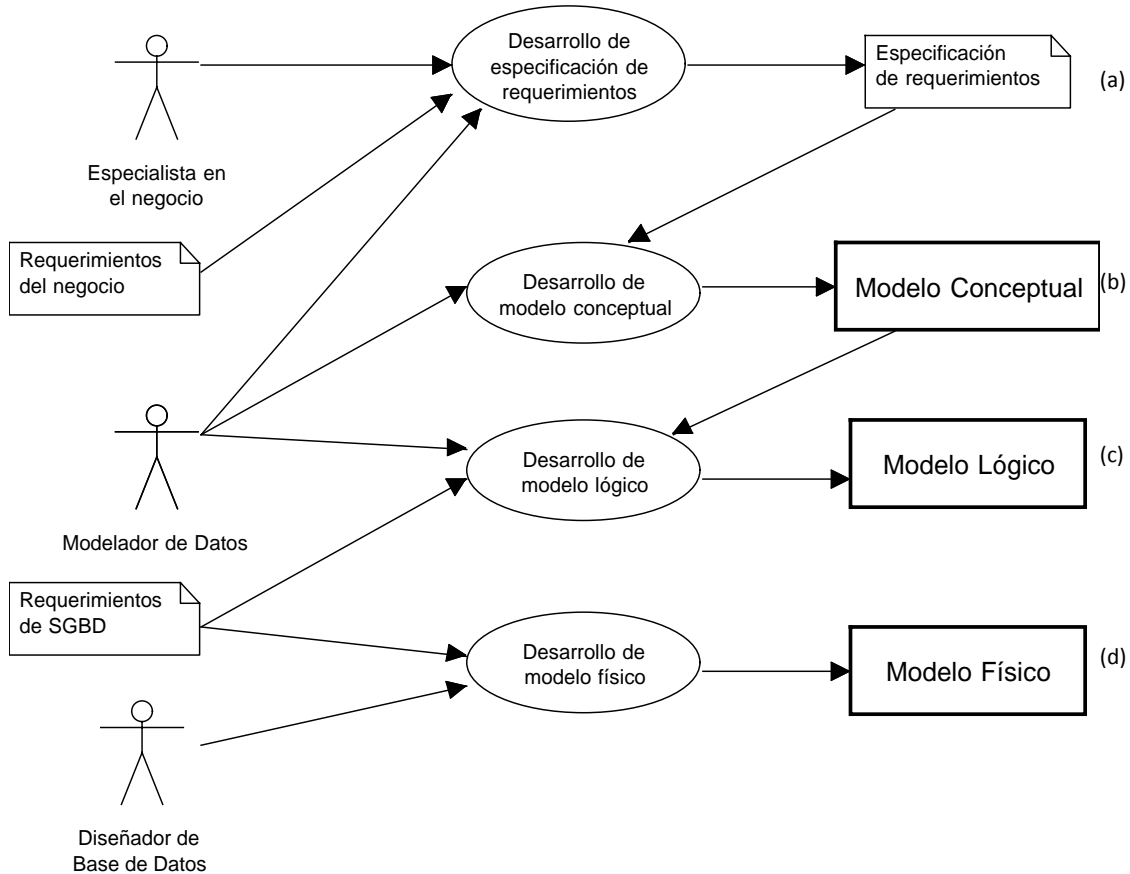 Desarrollo de
especificación de
requerimientos
Especificación
de requerimientos
(a)
Especialista en
el negocio
Requerimientos
del negocio
Desarrollo de
modelo conceptual
Modelo Conceptual
(b)
Modelador de Datos
Desarrollo de
modelo lógico
Modelo Lógico
(c)
Requerimientos
de SGBD
Desarrollo de
modelo físico
Modelo Físico
(d)
Diseñador de
Base de Datos